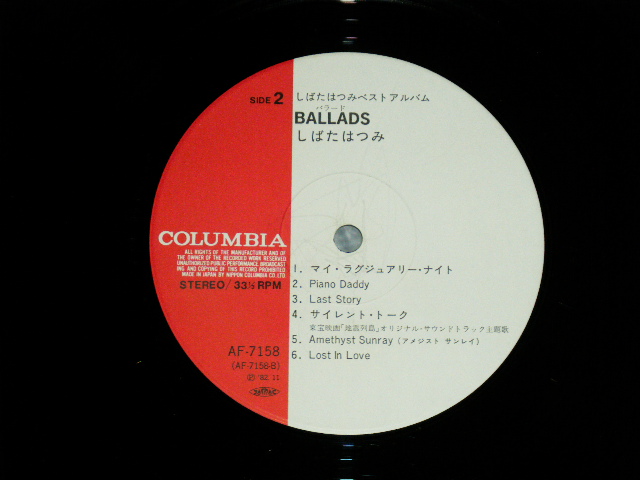 SIDE 2
しばたはつみベストアルバム
バラード
BALLADS
しばたはつみ
COLUMBIA
ALL RIGHTS OF THE MANUFACTURER AND OF
THE OWNER OF THE RECORDED WORK RESERVED
UNAUTHORIZED PUBLIC PERFORMANCE BROADCAST
ING AND COPYING OF THIS RECORD PROHIBITED
MADE IN JAPAN BY NIPPON COLUMBIA CO. LTD.
STEREO/33⅓RPM
1. マイ・ラグジュアリー・ナイト
2. Piano Daddy
3. Last Story
4. サイレント・トーク
東宝映画「地震列島」オリジナル・サウンドトラック主題歌
5. Amethyst Sunray (アメジスト サンレイ)
6. Lost In Love
AF-7158
(AF-7158-B)
Ⓟ '82. 11